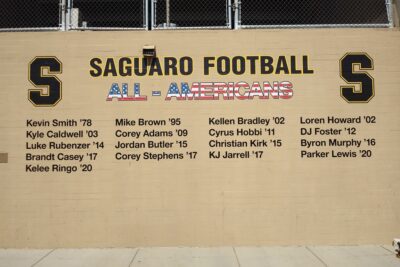 S SAGUARO FOOTBALL S
ALL - AMERICANS
Kevin Smith '78 Mike Brown '95 Kellen Bradley '02 Loren Howard '02
Kyle Caldwell '03 Corey Adams '09 Cyrus Hobbi '11 DJ Foster '12
Luke Rubenzer '14 Jordan Butler '15 Christian Kirk '15 Byron Murphy '16
Brandt Casey '17 Corey Stephens '17 KJ Jarrell '17 Parker Lewis '20
Kelee Ringo '20